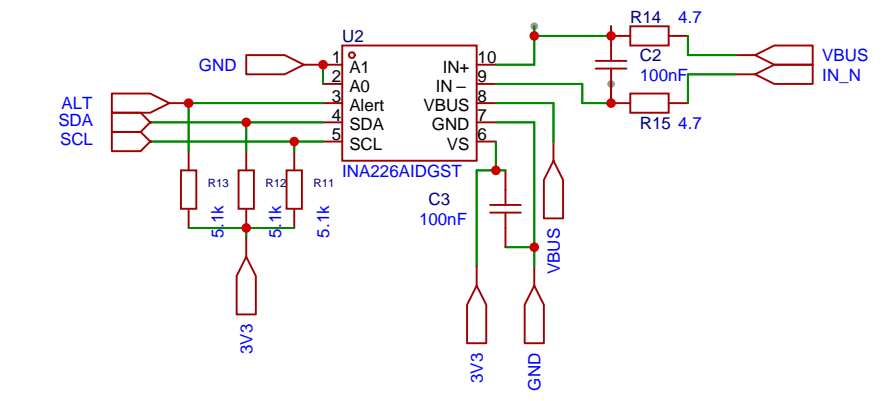 R14 4.7
U2
GND 1 A1 IN+ 10 C2 VBUS
2 A0 IN− 9 100nF IN_N
ALT 3 Alert VBUS 8
SDA 4 SDA GND 7 R15 4.7
SCL 5 SCL VS 6
INA226AIDGST
R13 R12 R11
5.1k 5.1k 5.1k
C3
100nF
VBUS
3V3
3V3
GND